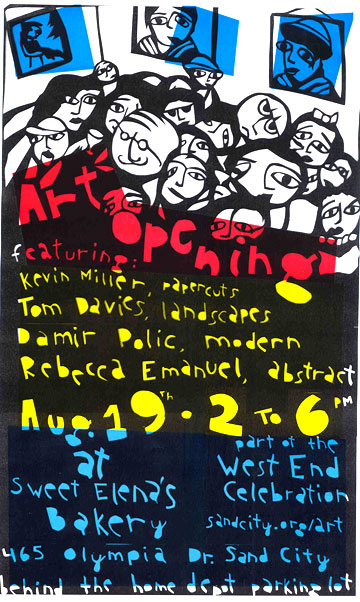 Art
Opening
featuring:
Kevin Miller, papercuts
Tom Davies, landscapes
Damir Polic, modern
Rebecca Emanuel, abstract
Aug. 19th • 2 To 6 PM
at
Sweet Elena's
Bakery
part of the
West End
Celebration
sandcity.org/art
465 Olympia Dr. Sand City
behind the home depot parking lot